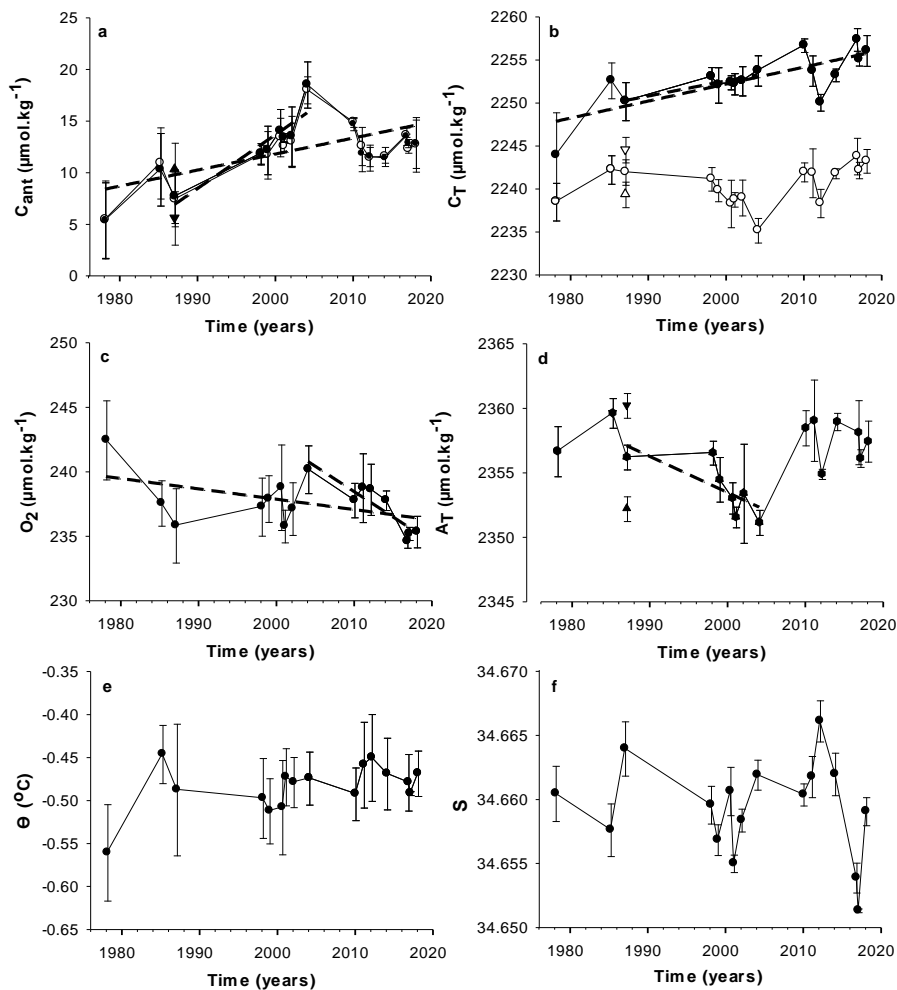 a
25
20
15
10
5
0
C_ant (µmol.kg⁻¹)
1980 1990 2000 2010 2020
Time (years)
b
2260
2255
2250
2245
2240
2235
2230
C_T (µmol.kg⁻¹)
1980 1990 2000 2010 2020
Time (years)
c
250
245
240
235
230
O₂ (µmol.kg⁻¹)
1980 1990 2000 2010 2020
Time (years)
d
2365
2360
2355
2350
2345
A_T (µmol.kg⁻¹)
1980 1990 2000 2010 2020
Time (years)
e
-0.35
-0.40
-0.45
-0.50
-0.55
-0.60
-0.65
Θ (°C)
1980 1990 2000 2010 2020
Time (years)
f
34.670
34.665
34.660
34.655
34.650
S
1980 1990 2000 2010 2020
Time (years)